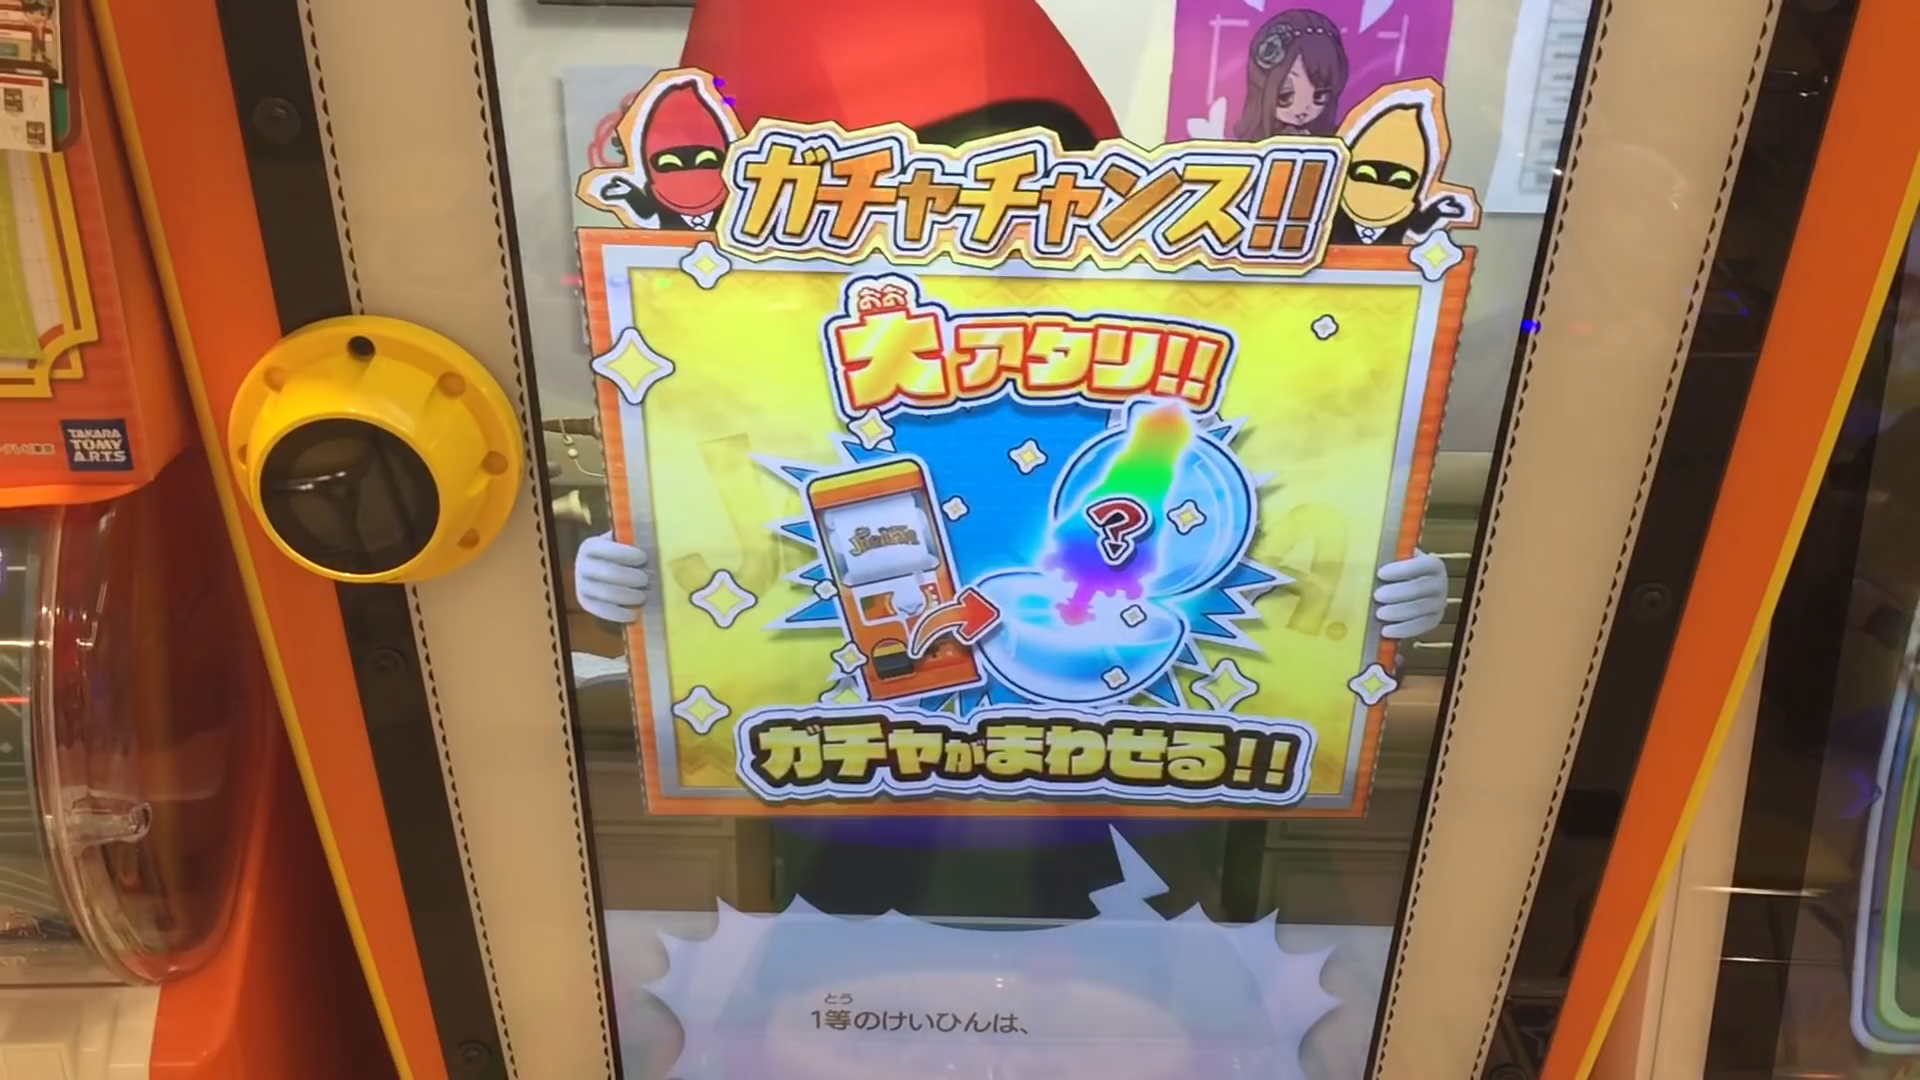 ガチャチャンス!!
おお
大アタリ!!
?
ガチャがまわせる!!
TAKARA
TOMY
A.R.T.S
とう
1等のけいひんは、